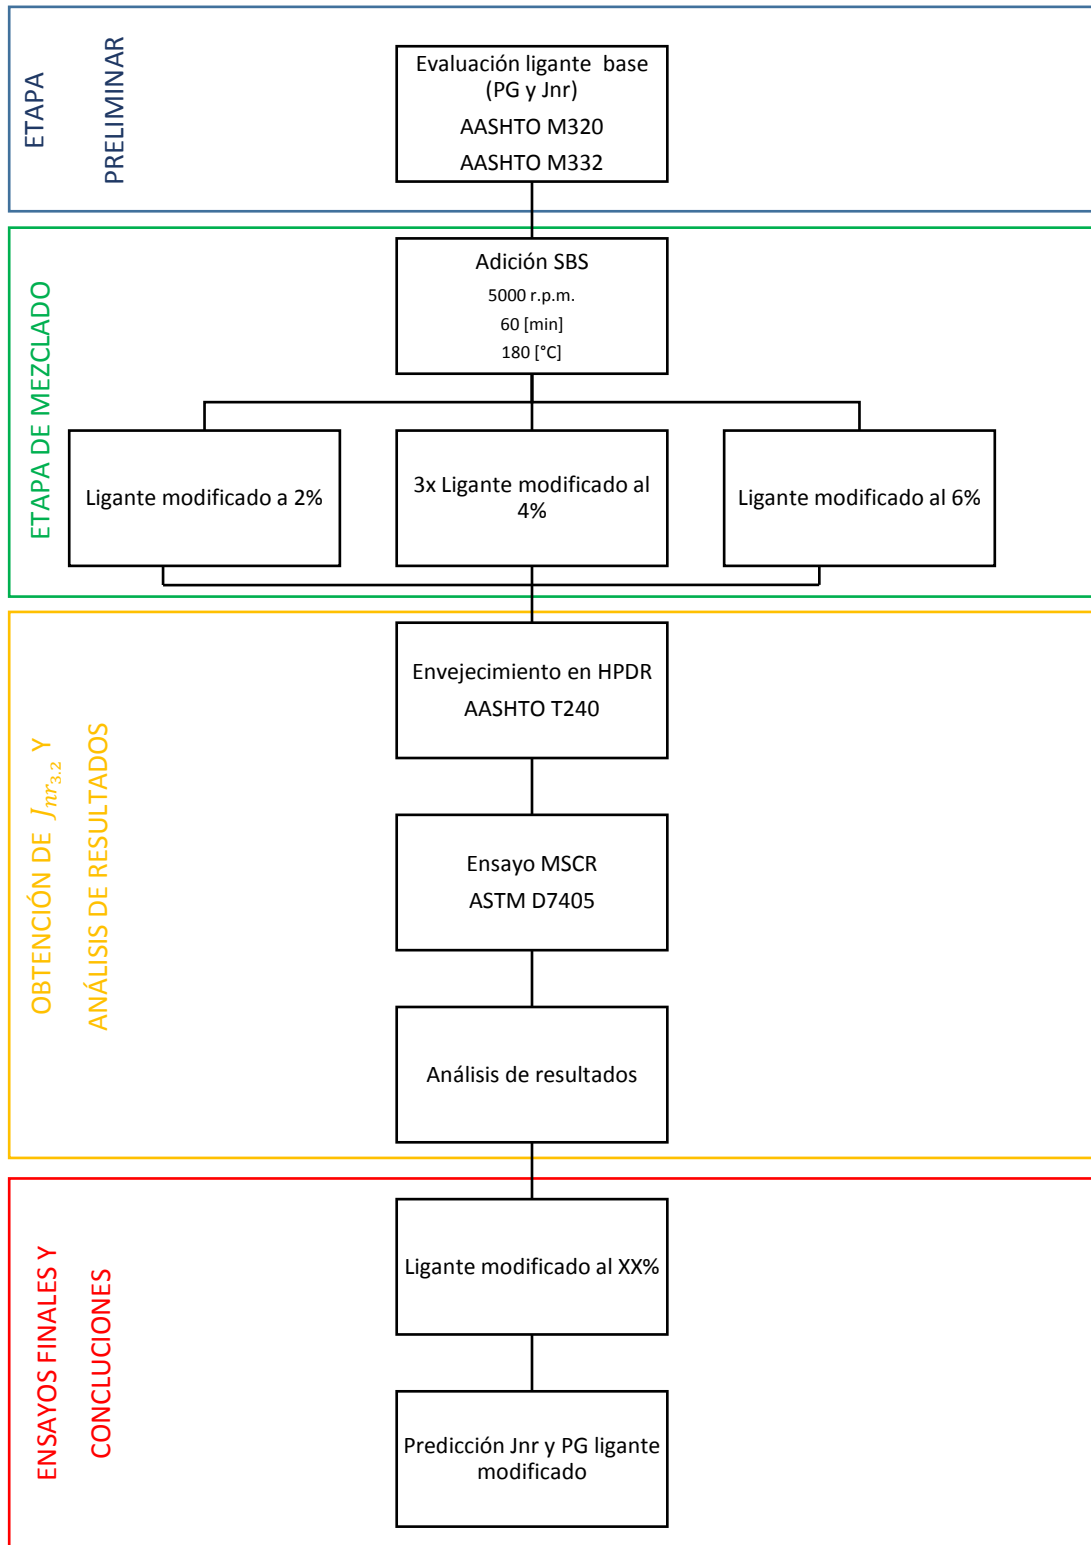 ETAPA
PRELIMINAR
Evaluación ligante base
(PG y Jnr)
AASHTO M320
AASHTO M332
ETAPA DE MEZCLADO
Adición SBS
5000 r.p.m.
60 [min]
180 [°C]
Ligante modificado a 2%
3x Ligante modificado al
4%
Ligante modificado al 6%
OBTENCIÓN DE Jnr3.2 Y
ANÁLISIS DE RESULTADOS
Envejecimiento en HPDR
AASHTO T240
Ensayo MSCR
ASTM D7405
Análisis de resultados
ENSAYOS FINALES Y
CONCLUCIONES
Ligante modificado al XX%
Predicción Jnr y PG ligante
modificado